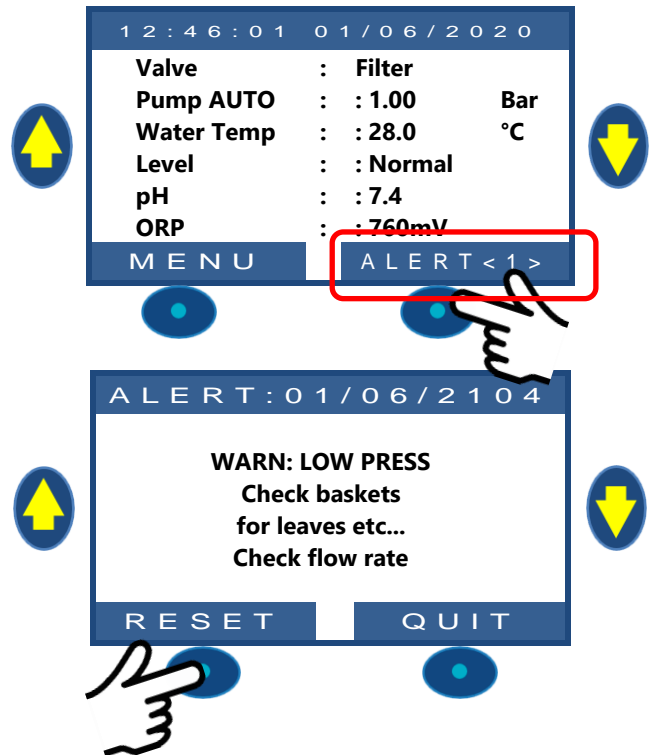 12:46:01 01/06/2020
Valve : Filter
Pump AUTO : : 1.00 Bar
Water Temp : : 28.0 °C
Level : : Normal
pH : : 7.4
ORP : : 760mV
MENU ALERT<1>
ALERT:01/06/2104
WARN: LOW PRESS
Check baskets
for leaves etc...
Check flow rate
RESET QUIT